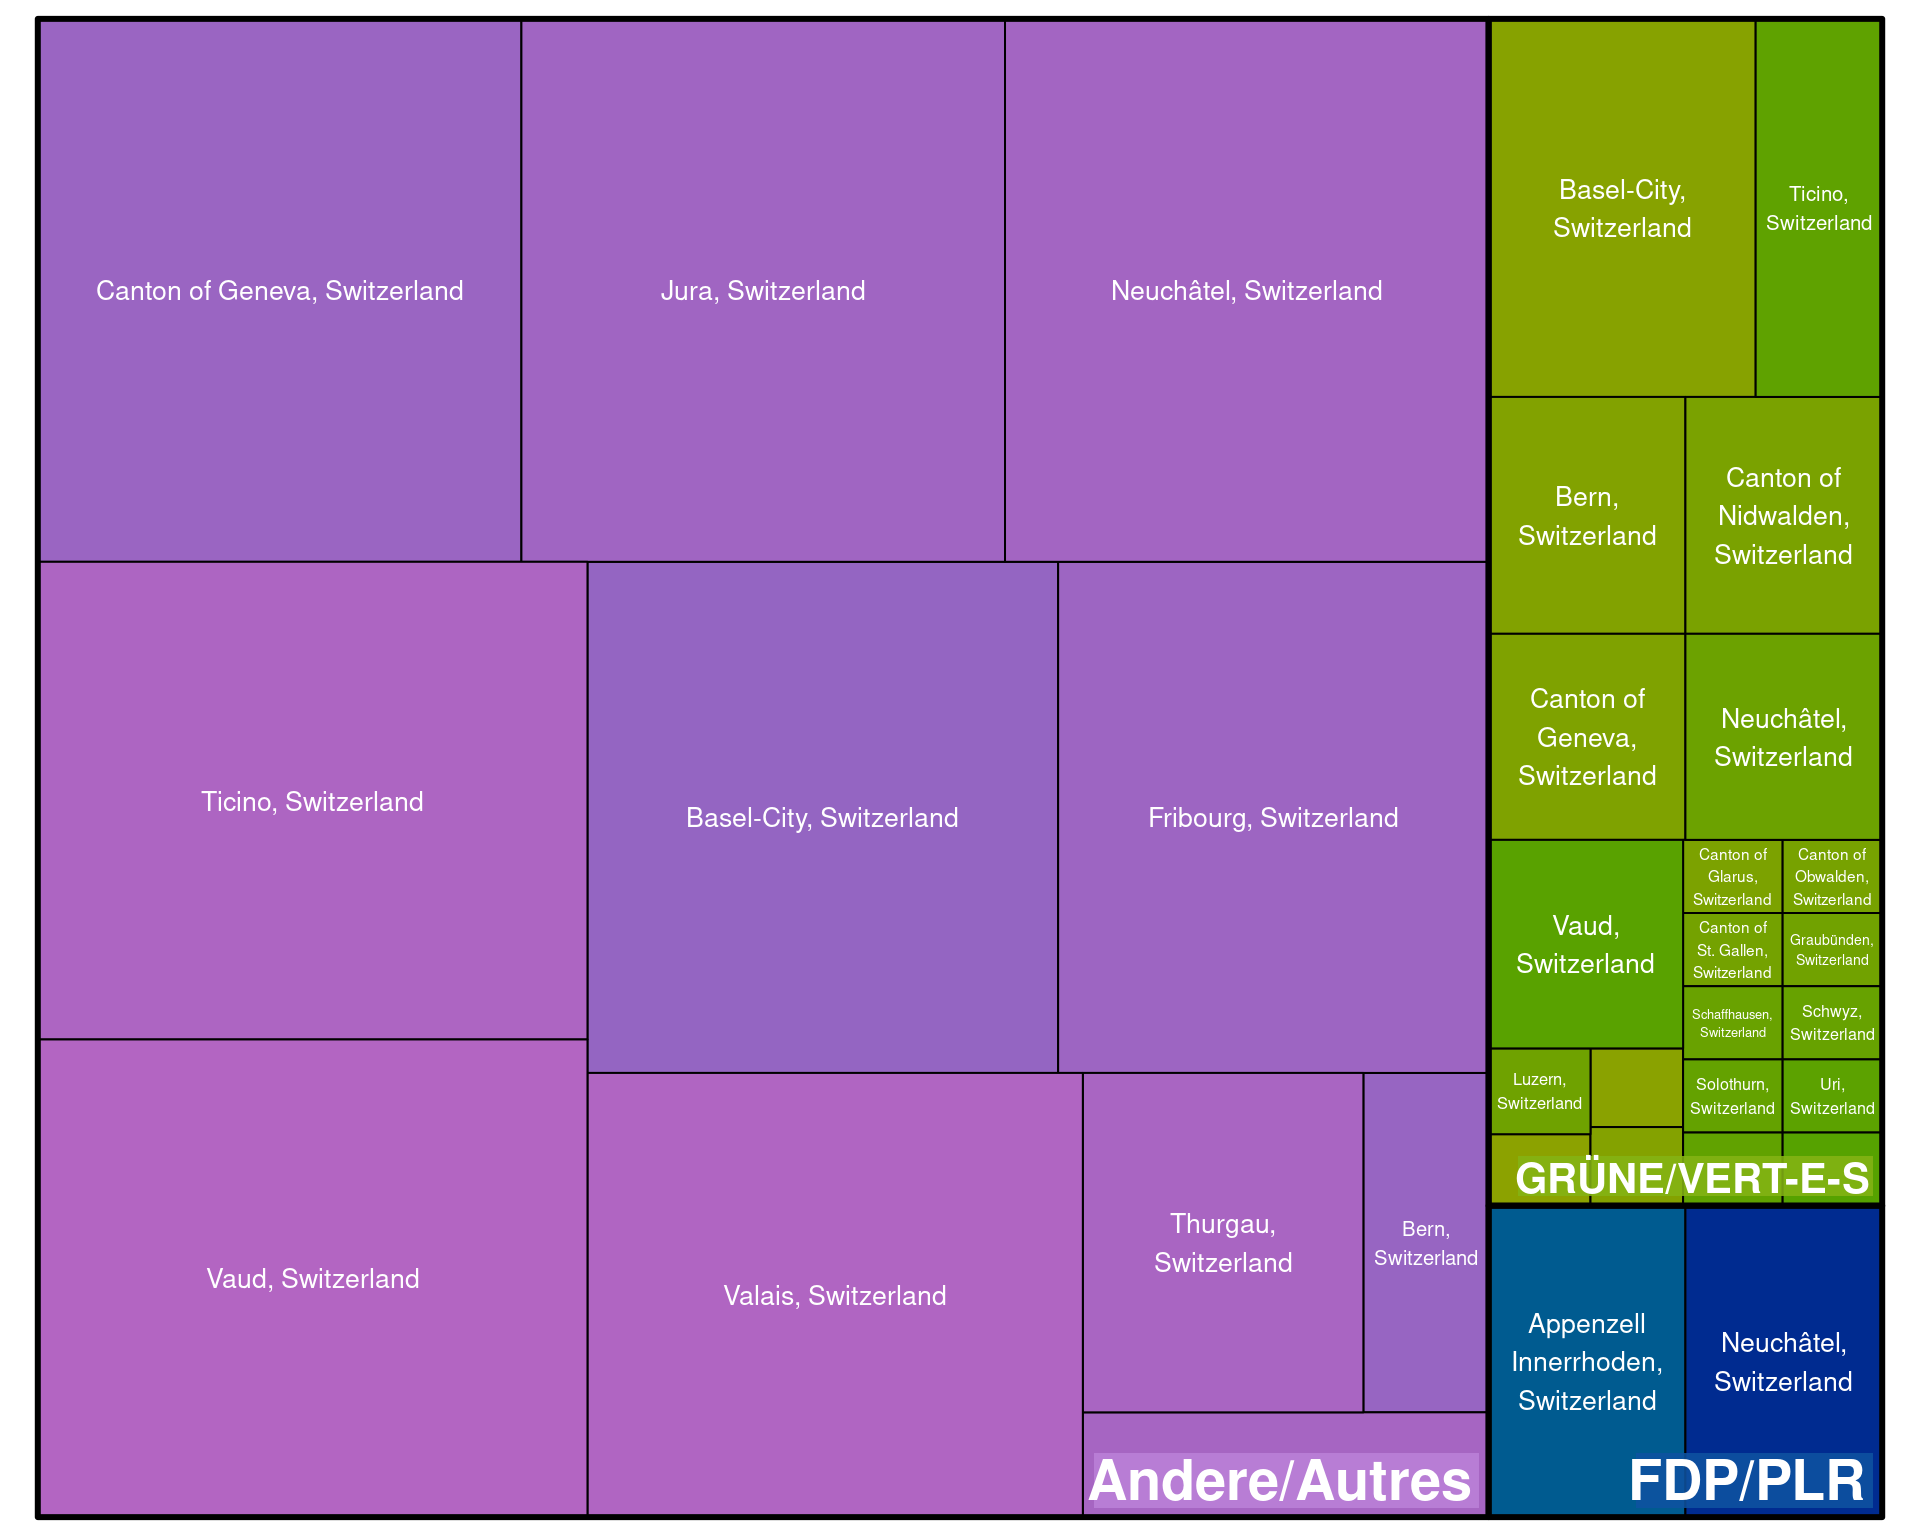 Canton of Geneva, Switzerland
Jura, Switzerland
Neuchâtel, Switzerland
Ticino, Switzerland
Basel-City, Switzerland
Fribourg, Switzerland
Vaud, Switzerland
Valais, Switzerland
Thurgau,
Switzerland
Bern,
Switzerland
Andere/Autres
Basel-City,
Switzerland
Ticino,
Switzerland
Bern,
Switzerland
Canton of
Nidwalden,
Switzerland
Canton of
Geneva,
Switzerland
Neuchâtel,
Switzerland
Vaud,
Switzerland
Canton of
Glarus,
Switzerland
Canton of
Obwalden,
Switzerland
Canton of
St. Gallen,
Switzerland
Graubünden,
Switzerland
Schaffhausen,
Switzerland
Schwyz,
Switzerland
Luzern,
Switzerland
Solothurn,
Switzerland
Uri,
Switzerland
GRÜNE/VERT-E-S
Appenzell
Innerrhoden,
Switzerland
Neuchâtel,
Switzerland
FDP/PLR